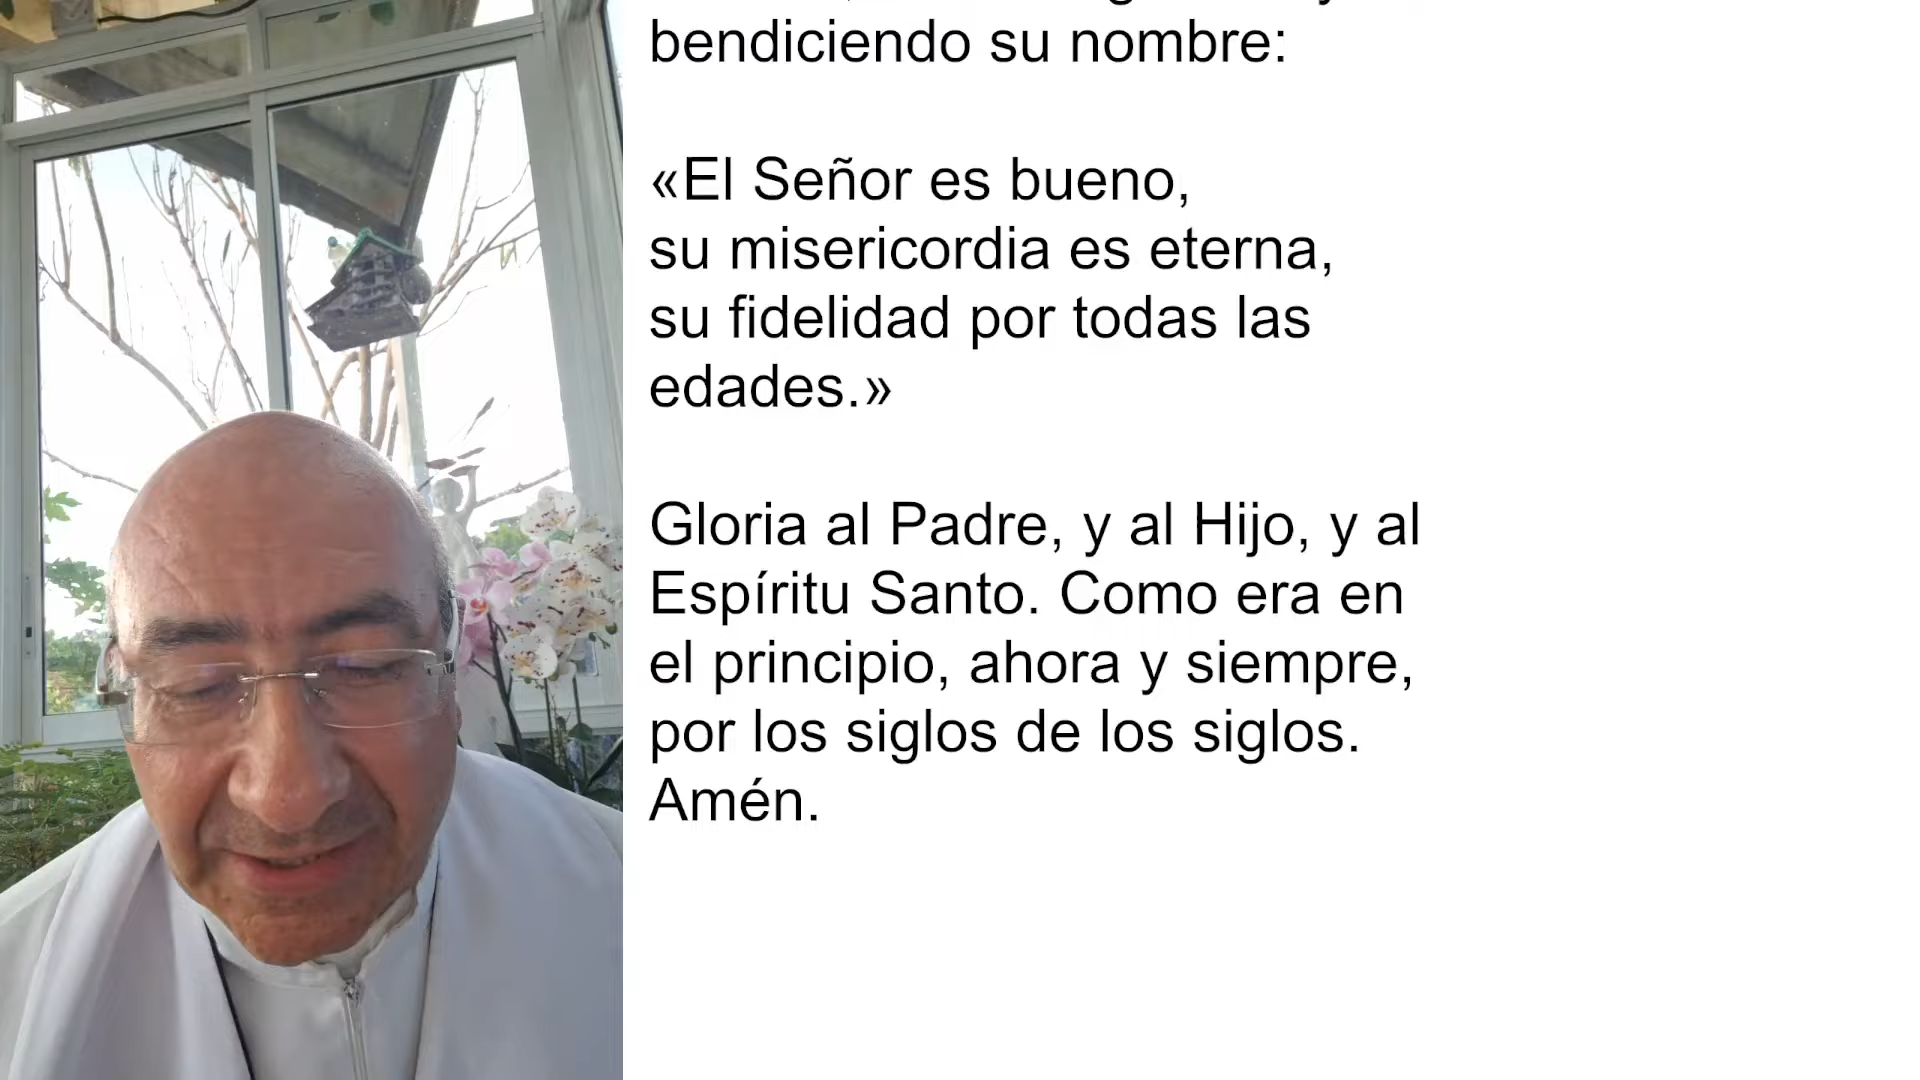 bendiciendo su nombre:
«El Señor es bueno,
su misericordia es eterna,
su fidelidad por todas las
edades.»
Gloria al Padre, y al Hijo, y al
Espíritu Santo. Como era en
el principio, ahora y siempre,
por los siglos de los siglos.
Amén.